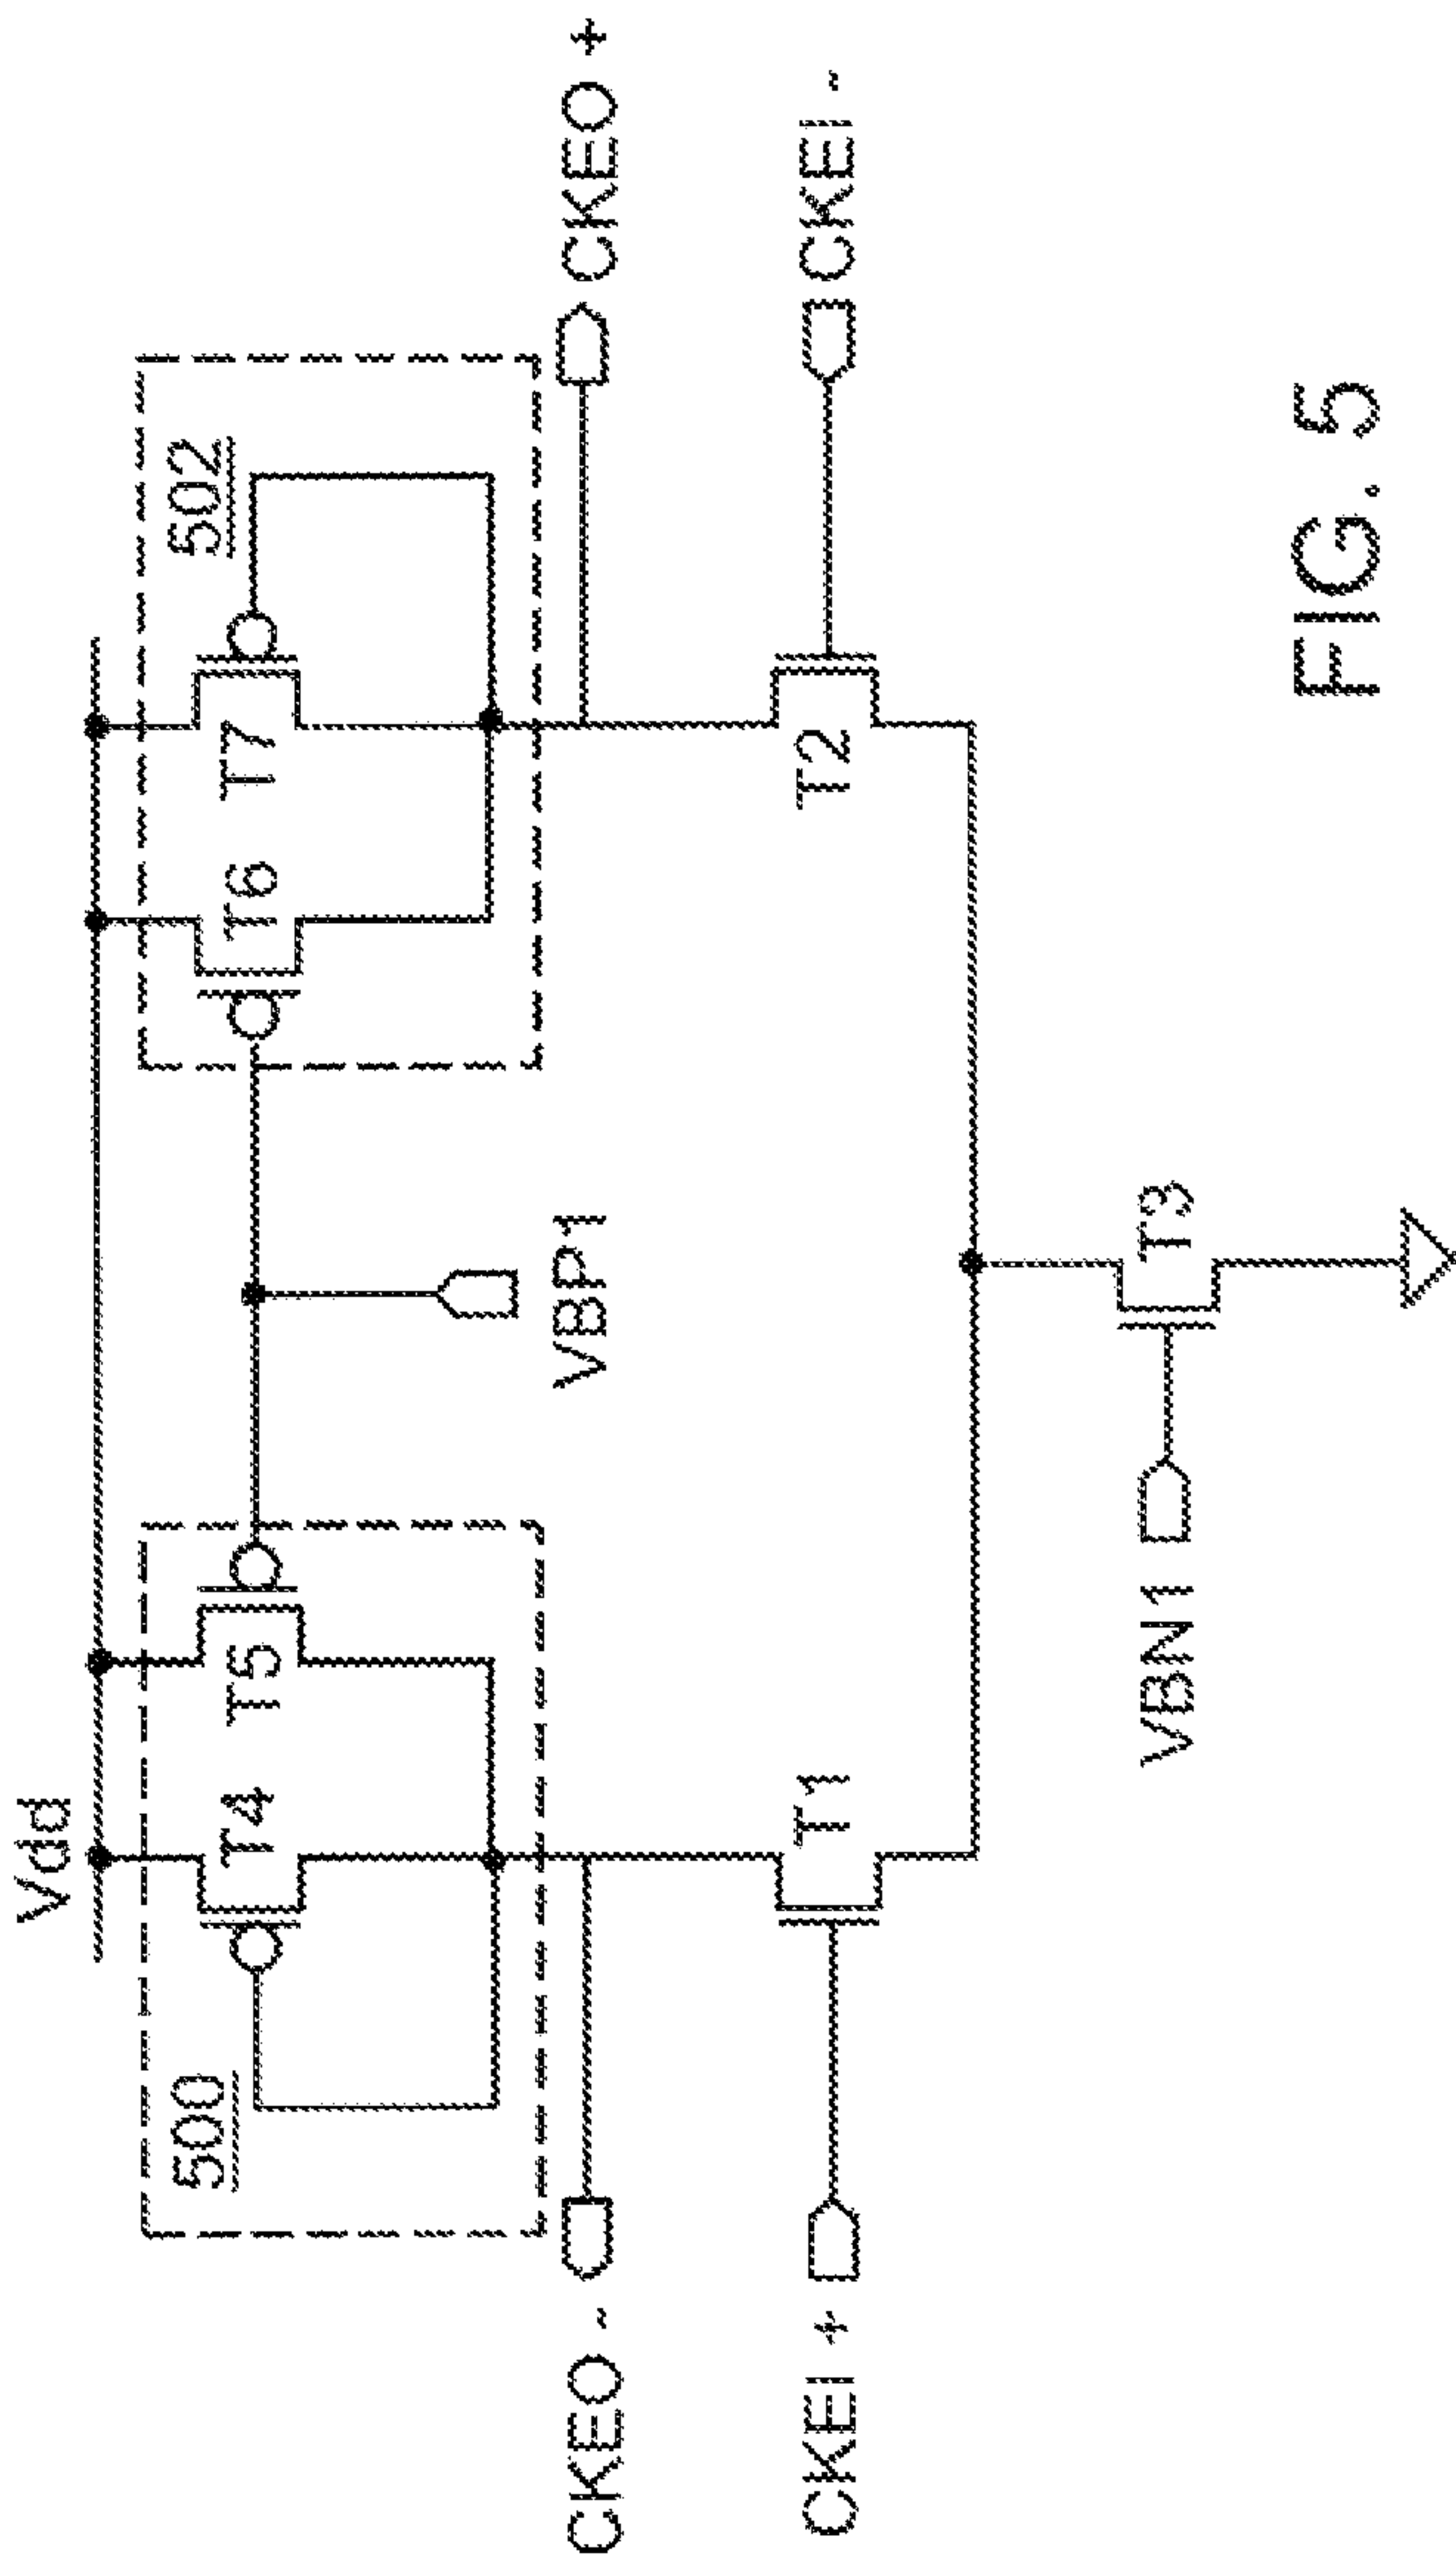 Vdd
500
T4
T5
T6
T7
502
CKEO -
VBP1
CKEO +
CKEI +
T1
T2
CKEI -
VBN1
T3
FIG. 5